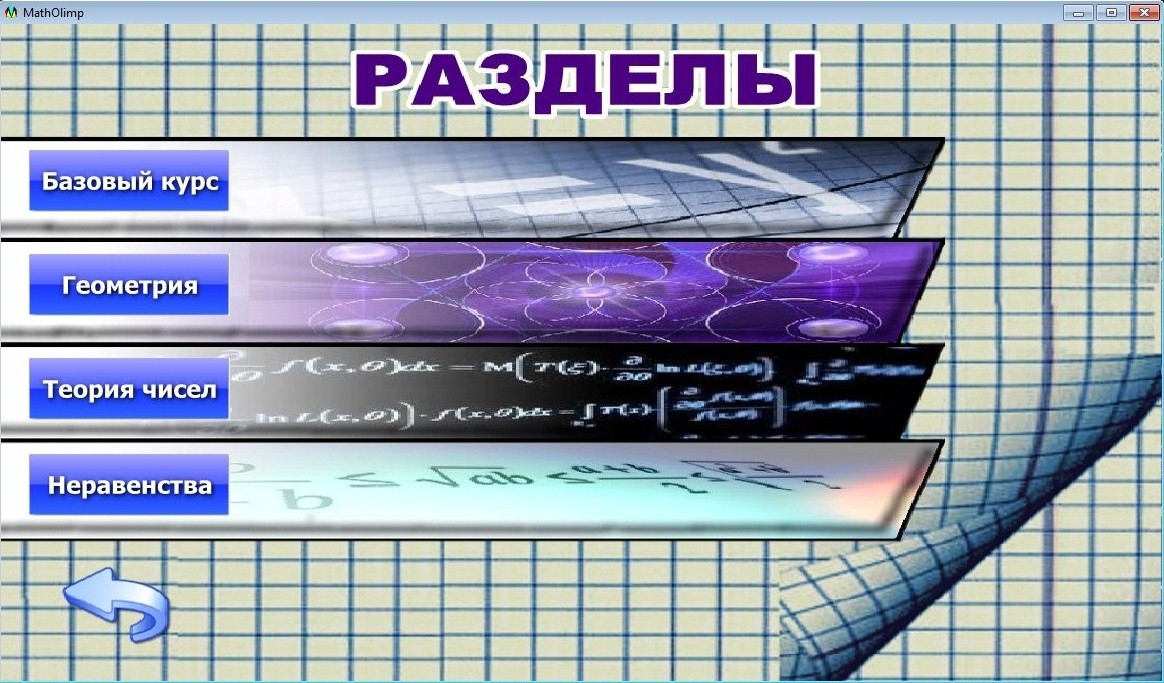 MathOlimp
РАЗДЕЛЫ
Базовый курс
Геометрия
Теория чисел
Неравенства